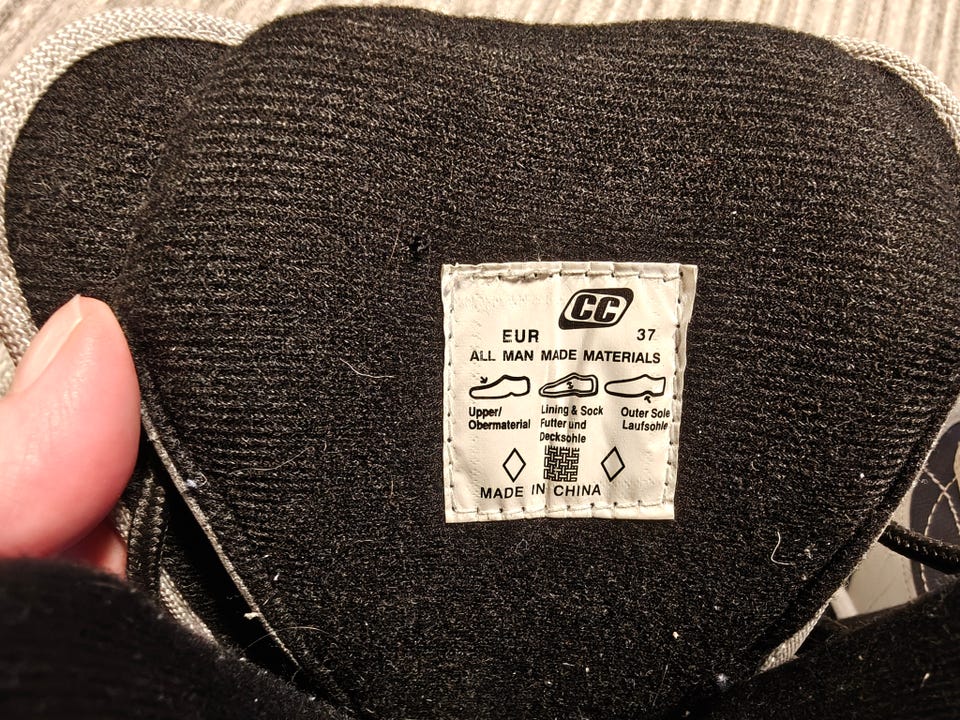 CC
EUR 37
ALL MAN MADE MATERIALS
Upper/
Obermaterial
Lining & Sock
Futter und
Decksohle
Outer Sole
Laufsohle
MADE IN CHINA